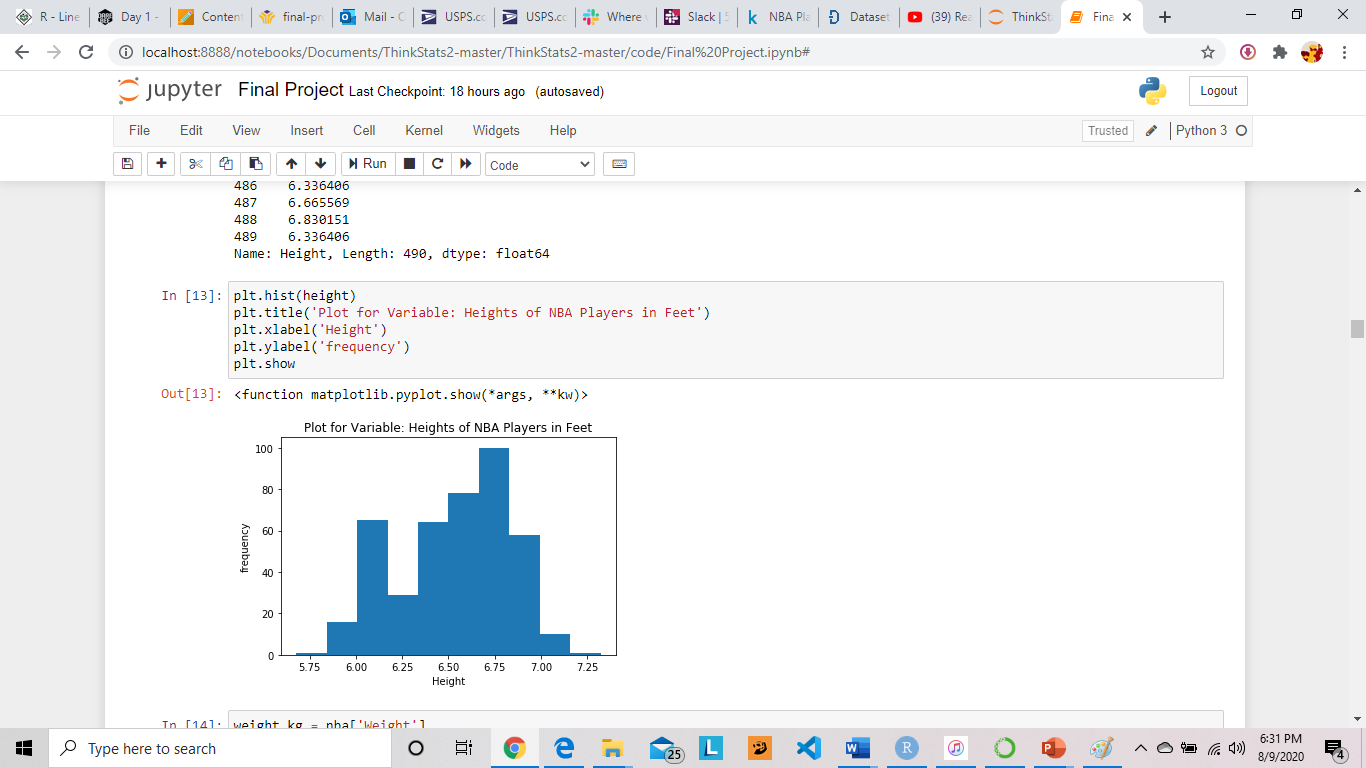 R - Line
Day 1 -
Content
final-pr
Mail - C
USPS.cc
USPS.cc
Where
Slack | 5
NBA Pla
Dataset
(39) Rea
ThinkSt
Fina
localhost:8888/notebooks/Documents/ThinkStats2-master/ThinkStats2-master/code/Final%20Project.ipynb#
jupyter Final Project Last Checkpoint: 18 hours ago (autosaved)
Logout
File Edit View Insert Cell Kernel Widgets Help
Trusted Python 3
Run Code
486 6.336406
487 6.665569
488 6.830151
489 6.336406
Name: Height, Length: 490, dtype: float64
In [13]: plt.hist(height)
plt.title('Plot for Variable: Heights of NBA Players in Feet')
plt.xlabel('Height')
plt.ylabel('frequency')
plt.show
Out[13]: <function matplotlib.pyplot.show(*args, **kw)>
Plot for Variable: Heights of NBA Players in Feet
100
80
60
40
20
0
frequency
5.75 6.00 6.25 6.50 6.75 7.00 7.25
Height
In [14]: weight_kg = nba['Weight']
Type here to search
25
6:31 PM
8/9/2020
4